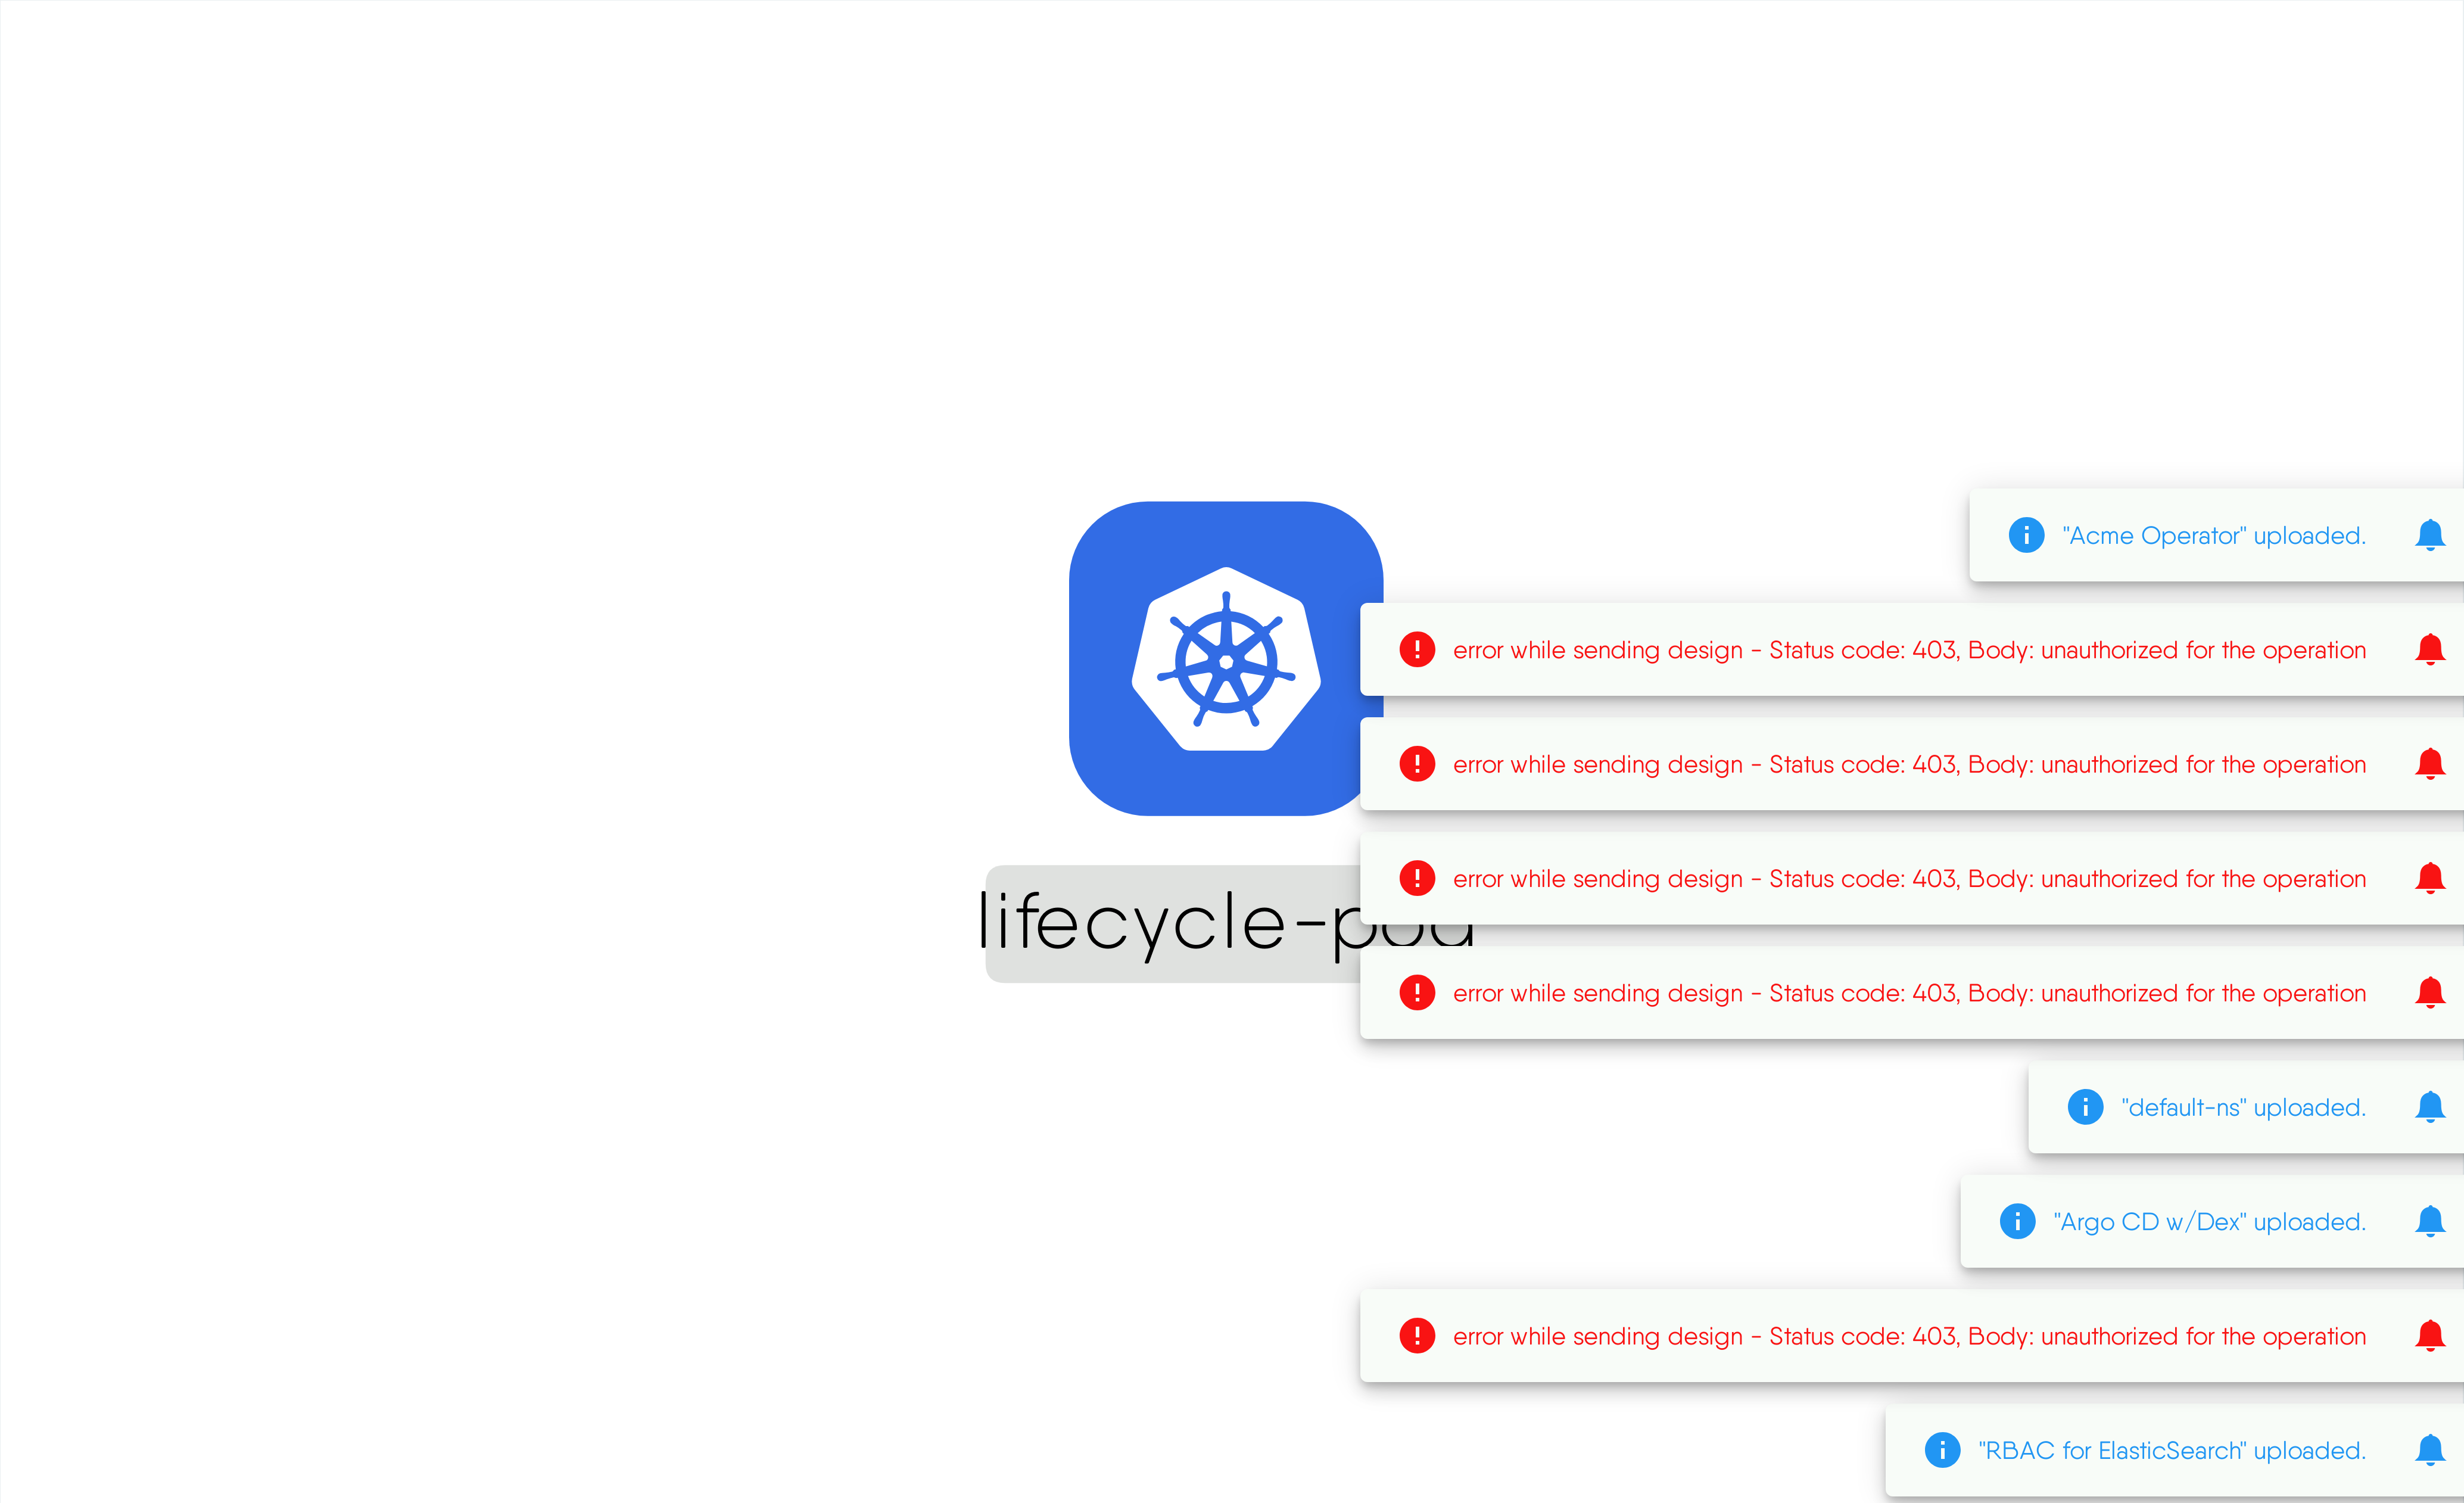 "Acme Operator" uploaded.
error while sending design - Status code: 403, Body: unauthorized for the operation
error while sending design - Status code: 403, Body: unauthorized for the operation
error while sending design - Status code: 403, Body: unauthorized for the operation
lifecycle-pod
error while sending design - Status code: 403, Body: unauthorized for the operation
"default-ns" uploaded.
"Argo CD w/Dex" uploaded.
error while sending design - Status code: 403, Body: unauthorized for the operation
"RBAC for ElasticSearch" uploaded.